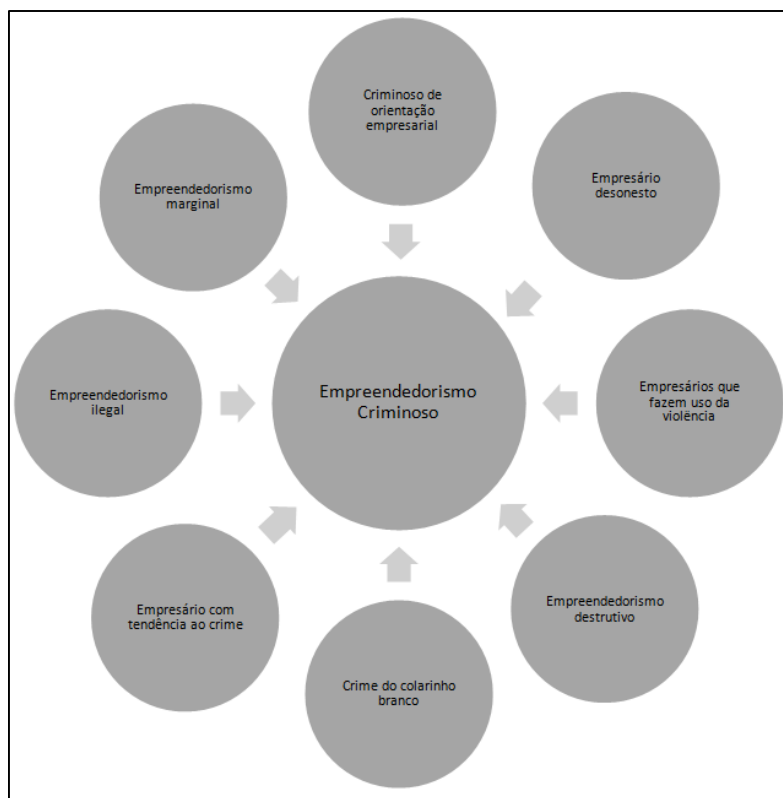 Criminoso de
orientação
empresarial
Empresário
desonesto
Empresários que
fazem uso da
violência
Empreendedorismo
destrutivo
Crime do colarinho
branco
Empresário com
tendência ao crime
Empreendedorismo
ilegal
Empreendedorismo
marginal
Empreendedorismo
Criminoso